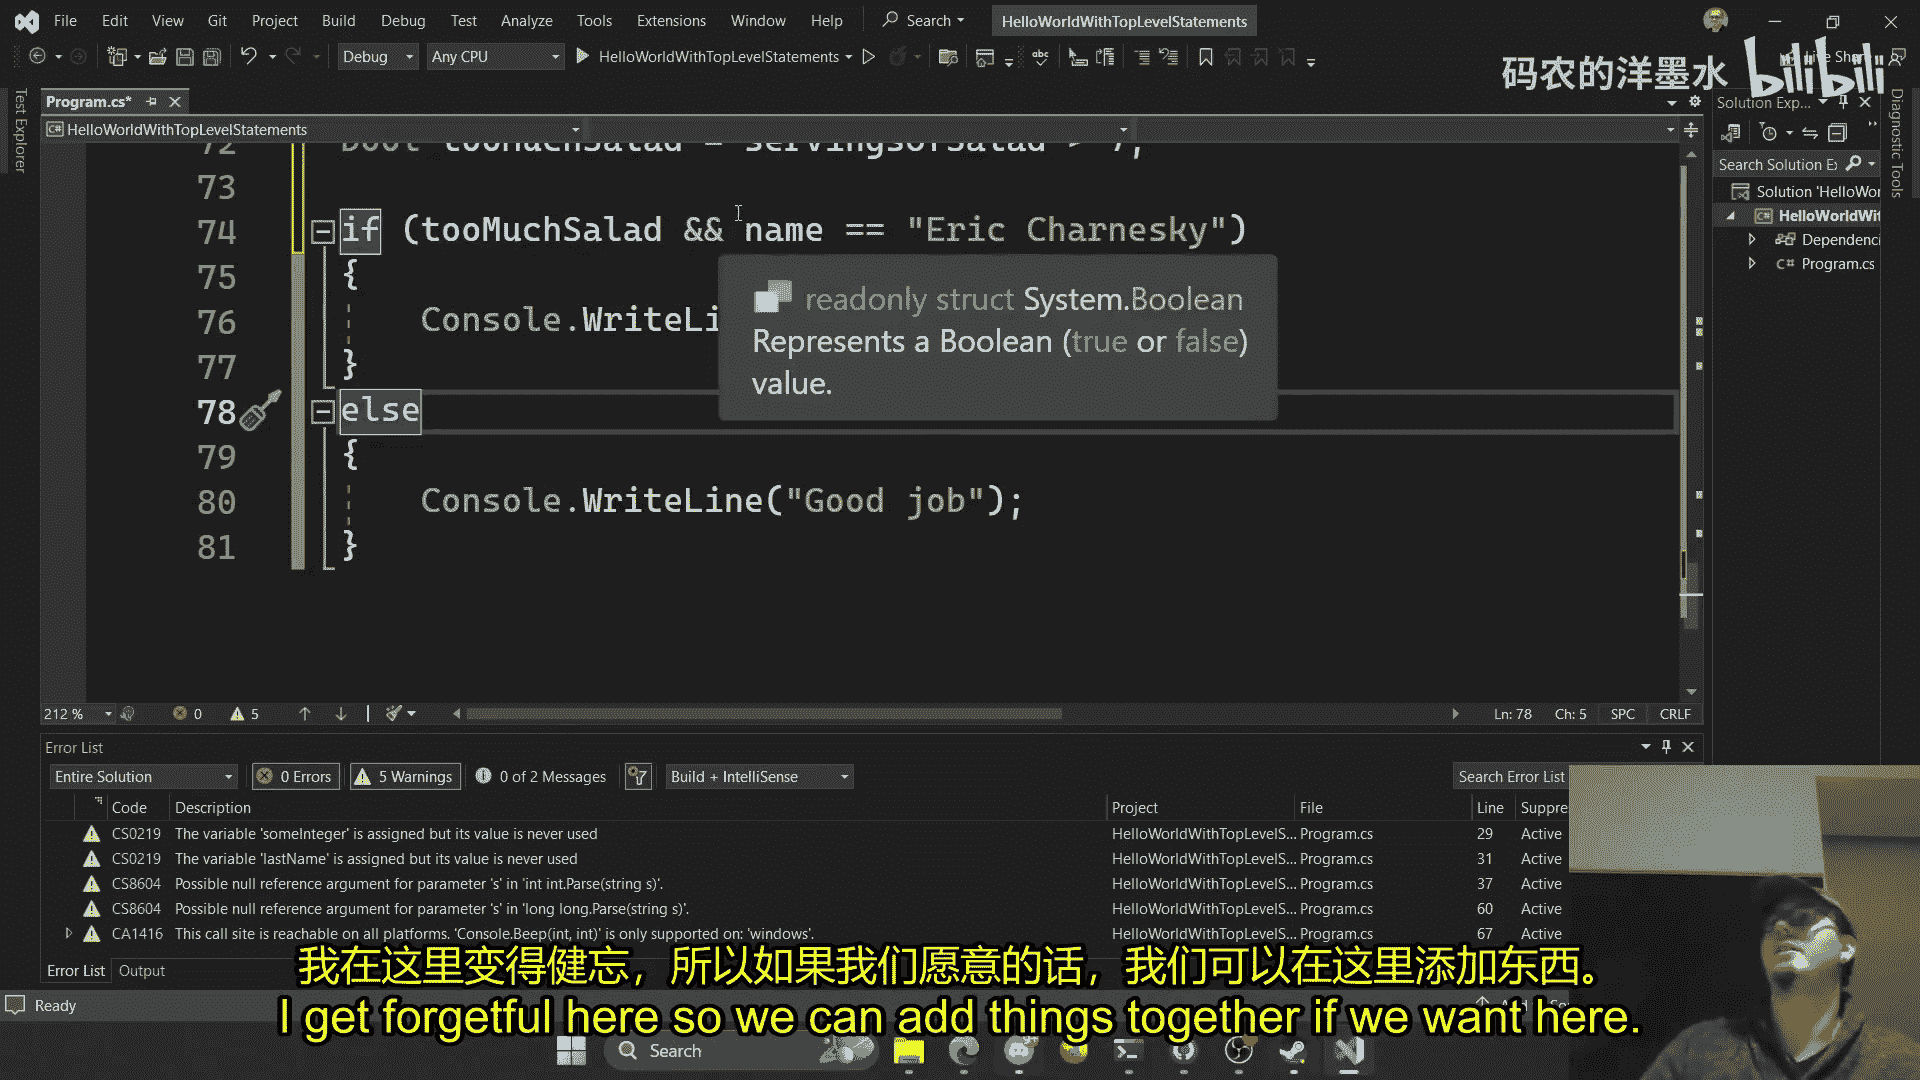 File Edit View Git Project Build Debug Test Analyze Tools Extensions Window Help Search HelloWorldWithTopLevelStatements
Debug Any CPU HelloWorldWithTopLevelStatements
码农的洋墨水 bilibili
Test Explorer
Program.cs*
Solution Exp...
Diagnostic Tools
HelloWorldWithTopLevelStatements
Search Solution E
Solution 'HelloWor
HelloWorldWi
Dependenci
Program.cs
72 bool tooMuchSalad = servingsOfSalad > 7;
73
74 if (tooMuchSalad && name == "Eric Charnesky")
75 {
76 Console.WriteLi
77 }
78 else
79 {
80 Console.WriteLine("Good job");
81 }
readonly struct System.Boolean
Represents a Boolean (true or false)
value.
212 % 0 5 Ln: 78 Ch: 5 SPC CRLF
Error List
Entire Solution 0 Errors 5 Warnings 0 of 2 Messages Build + IntelliSense Search Error List
Code Description Project File Line Suppre
CS0219 The variable 'someInteger' is assigned but its value is never used HelloWorldWithTopLevelS... Program.cs 29 Active
CS0219 The variable 'lastName' is assigned but its value is never used HelloWorldWithTopLevelS... Program.cs 31 Active
CS8604 Possible null reference argument for parameter 's' in 'int int.Parse(string s)'. HelloWorldWithTopLevelS... Program.cs 37 Active
CS8604 Possible null reference argument for parameter 's' in 'long long.Parse(string s)'. HelloWorldWithTopLevelS... Program.cs 60 Active
CA1416 This call site is reachable on all platforms. 'Console.Beep(int, int)' is only supported on: 'windows'. HelloWorldWithTopLevelS... Program.cs 67 Active
我在这里变得健忘，所以如果我们愿意的话，我们可以在这里添加东西。
Error List Output
Ready
I get forgetful here so we can add things together if we want here.
Search